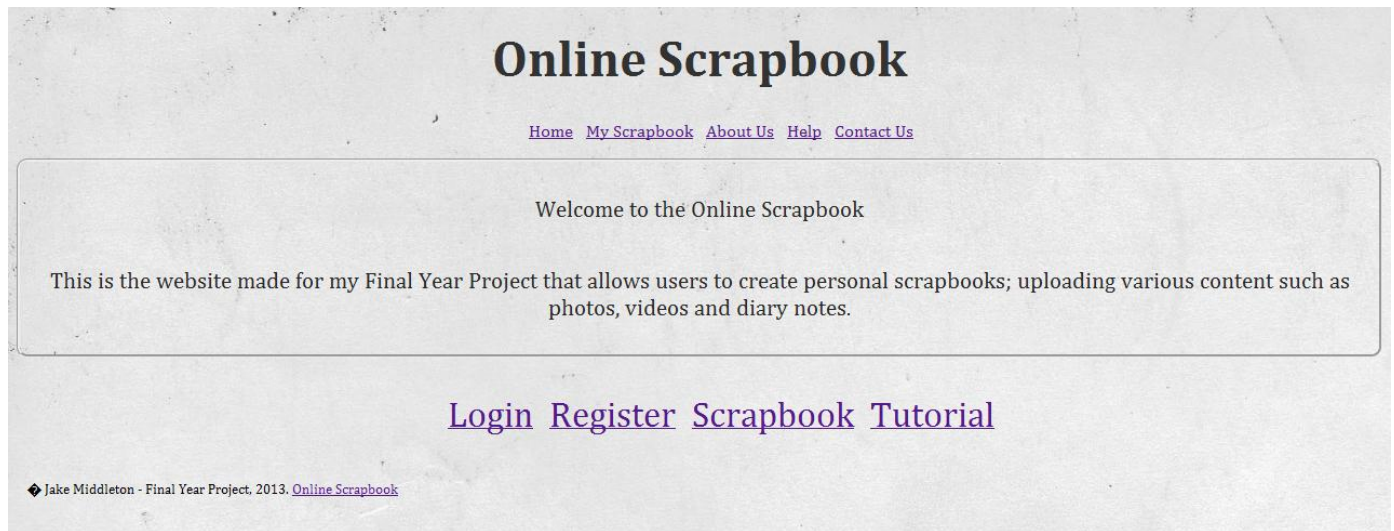 Online Scrapbook
Home My Scrapbook About Us Help Contact Us
Welcome to the Online Scrapbook
This is the website made for my Final Year Project that allows users to create personal scrapbooks; uploading various content such as
photos, videos and diary notes.
Login Register Scrapbook Tutorial
� Jake Middleton - Final Year Project, 2013. Online Scrapbook